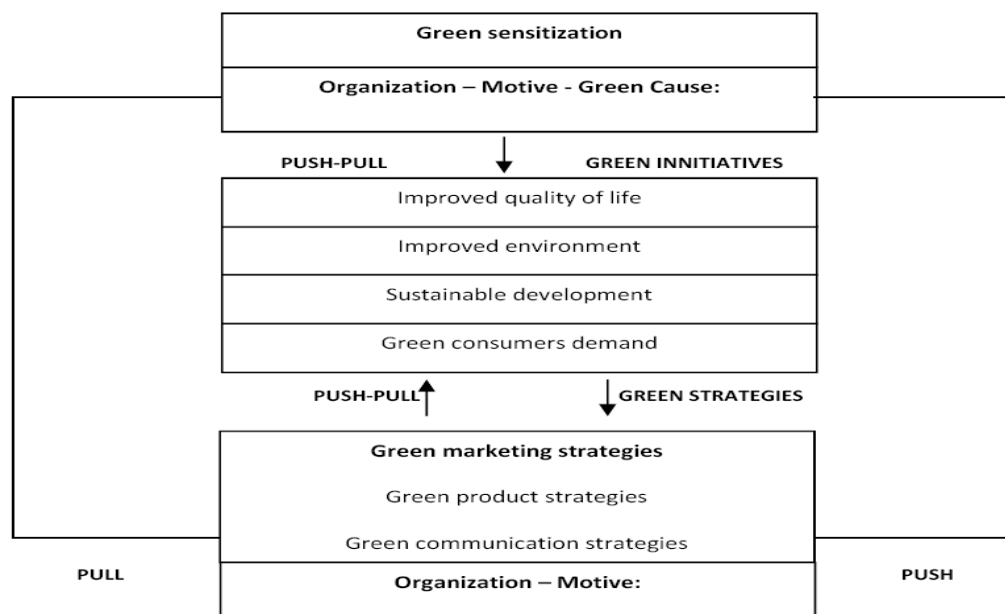 Green sensitization
Organization – Motive - Green Cause:
PUSH-PULL
GREEN INNITIATIVES
Improved quality of life
Improved environment
Sustainable development
Green consumers demand
PUSH-PULL
GREEN STRATEGIES
Green marketing strategies
Green product strategies
Green communication strategies
PULL
PUSH
Organization – Motive: